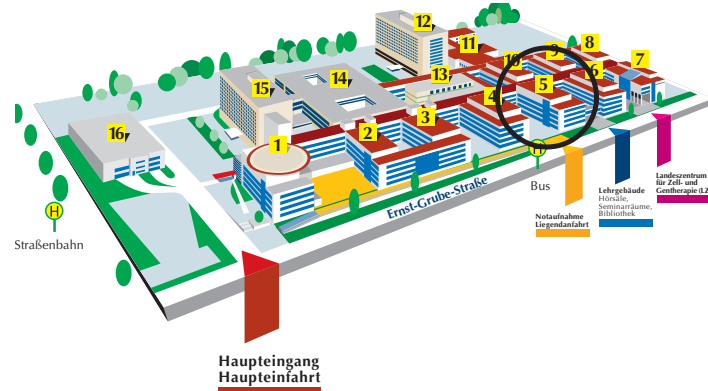 12
11
8
10
9
7
13
6
15
14
5
4
16
3
2
1
H
Straßenbahn
H
Bus
Ernst-Grube-Straße
Notaufnahme
Liegendanfahrt
Lehrgebäude
Hörsäle,
Seminarräume,
Bibliothek
Landeszentrum
für Zell- und
Gentherapie (LZ
Haupteingang
Haupteinfahrt